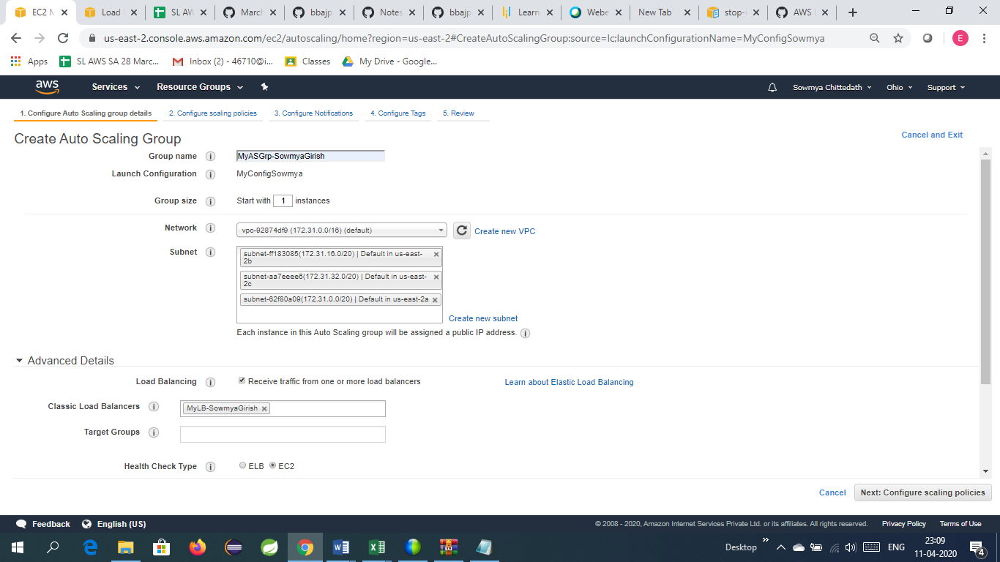 EC2 M
Load
SL AW
March
bbajp
Notes
bbajp
Learn
Webe
New Tab
stop-
AWS
us-east-2.console.aws.amazon.com/ec2/autoscaling/home?region=us-east-2#CreateAutoScalingGroup:source=lc;launchConfigurationName=MyConfigSowmya
E
Apps
SL AWS SA 28 Marc...
Inbox (2) - 46710@i...
Classes
My Drive - Google...
aws
Services
Resource Groups
Sowmya Chittedath
Ohio
Support
1. Configure Auto Scaling group details
2. Configure scaling policies
3. Configure Notifications
4. Configure Tags
5. Review
Create Auto Scaling Group
Cancel and Exit
Group name
MyASGrp-SowmyaGirish
Launch Configuration
MyConfigSowmya
Group size
Start with 1 instances
Network
vpc-92874df9 (172.31.0.0/16) (default)
Create new VPC
Subnet
subnet-ff183085(172.31.16.0/20) | Default in us-east-
2b
subnet-aa7eeee6(172.31.32.0/20) | Default in us-east-
2c
subnet-62f80a09(172.31.0.0/20) | Default in us-east-2a
Create new subnet
Each instance in this Auto Scaling group will be assigned a public IP address.
Advanced Details
Load Balancing
Receive traffic from one or more load balancers
Learn about Elastic Load Balancing
Classic Load Balancers
MyLB-SowmyaGirish
Target Groups
Health Check Type
ELB
EC2
Cancel
Next: Configure scaling policies
Feedback
English (US)
© 2008 - 2020, Amazon Internet Services Private Ltd. or its affiliates. All rights reserved.
Privacy Policy
Terms of Use
Desktop
ENG
23:09
11-04-2020
4